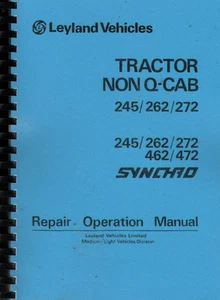 Leyland Vehicles
TRACTOR
NON Q-CAB
245/262/272
245/262/272
462/472
SYNCHRO
Repair Operation Manual
Leyland Vehicles Limited
Medium/Light Vehicles Division